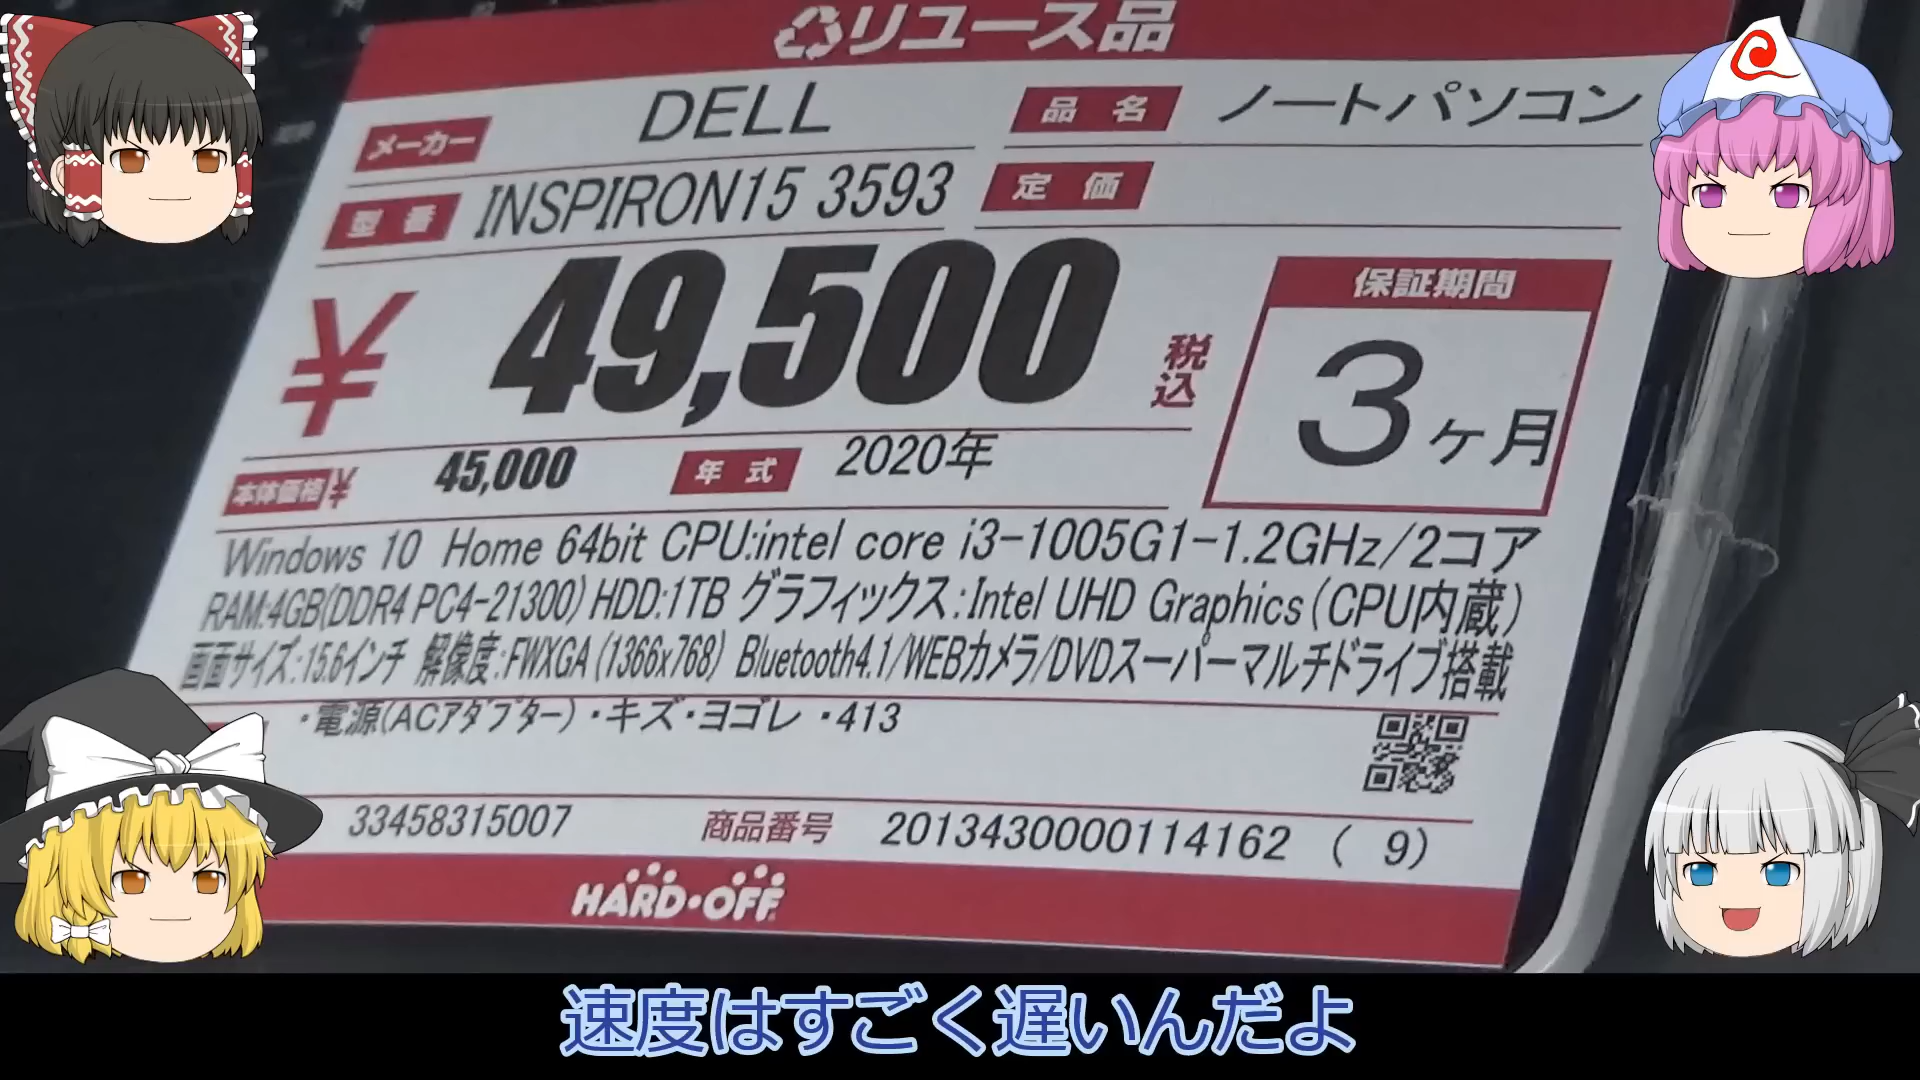 リユース品
メーカー DELL 品名 ノートパソコン
型番 INSPIRON15 3593 定価
¥ 49,500 税込
保証期間
3ヶ月
本体価格¥ 45,000 年式 2020年
Windows 10 Home 64bit CPU:intel core i3-1005G1-1.2GHz/2コア
RAM:4GB(DDR4 PC4-21300) HDD:1TB グラフィックス:Intel UHD Graphics(CPU内蔵)
画面サイズ:15.6インチ 解像度:FWXGA(1366x768) Bluetooth4.1/WEBカメラ/DVDスーパーマルチドライブ搭載
・電源(ACアダプター)・キズ・ヨゴレ ・413
33458315007 商品番号 2013430000114162 ( 9)
HARD・OFF
速度はすごく遅いんだよ